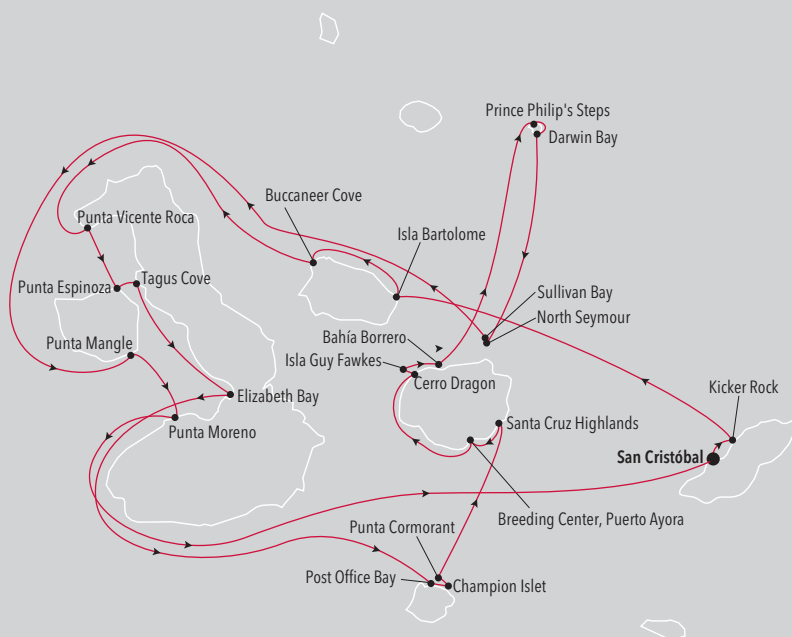 Prince Philip's Steps
Darwin Bay
Buccaneer Cove
Punta Vicente Roca
Isla Bartolome
Tagus Cove
Punta Espinoza
Sullivan Bay
North Seymour
Bahía Borrero
Punta Mangle
Isla Guy Fawkes
Cerro Dragon
Kicker Rock
Elizabeth Bay
Santa Cruz Highlands
Punta Moreno
San Cristóbal
Breeding Center, Puerto Ayora
Punta Cormorant
Post Office Bay
Champion Islet